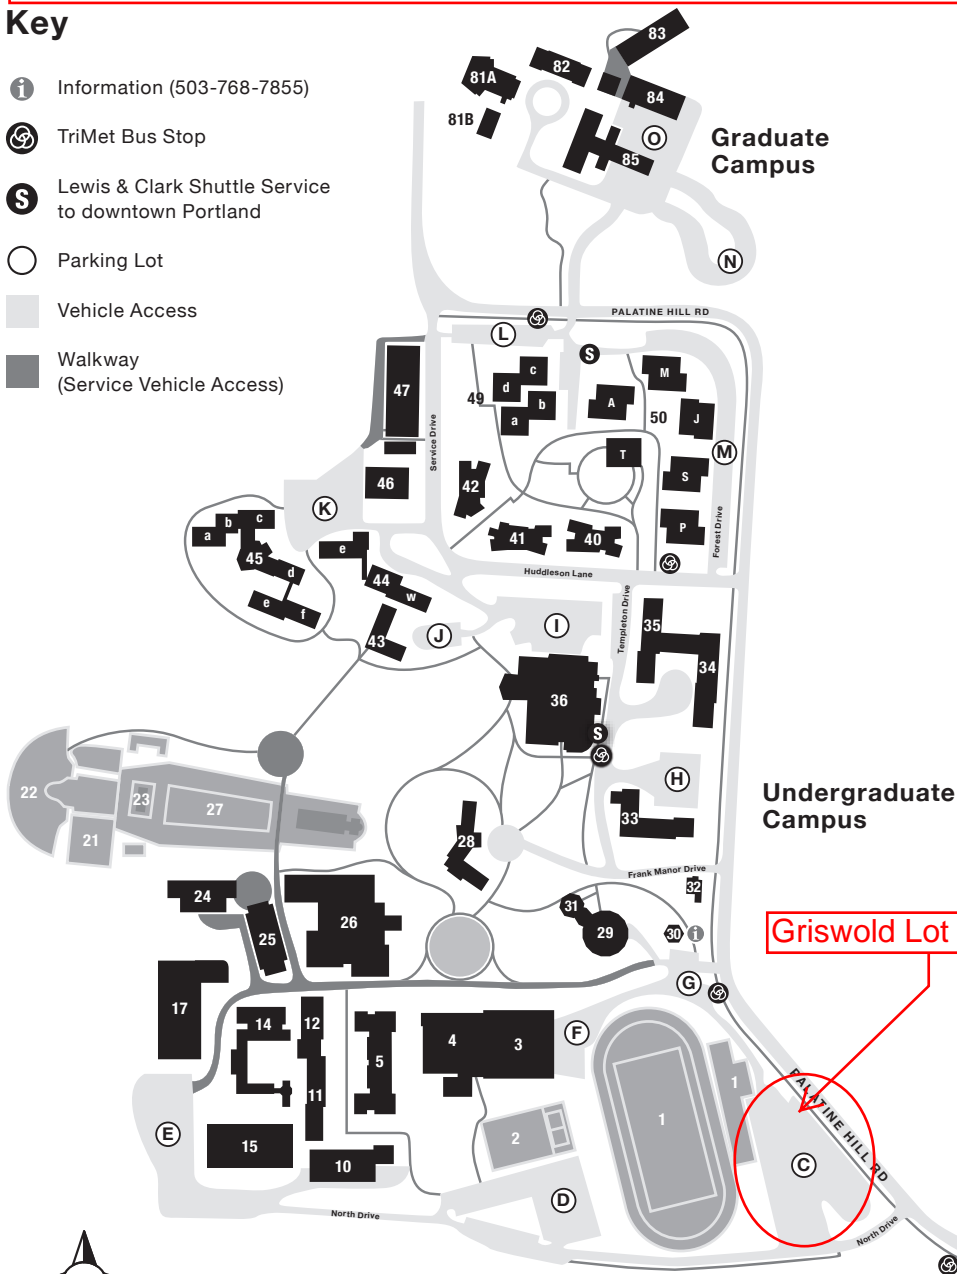 Key
i Information (503-768-7855)
TriMet Bus Stop
S Lewis & Clark Shuttle Service
to downtown Portland
Parking Lot
Vehicle Access
Walkway
(Service Vehicle Access)
83
82
81A
84
81B
O
85
Graduate
Campus
N
PALATINE HILL RD
L
S
M
c
d
47
49
b
A
50
J
a
Service Drive
T
M
46
42
S
K
b
c
a
P
41
40
e
45
Forest Drive
d
44
Huddleson Lane
w
e
f
I
Templeton Drive
35
J
43
34
36
S
H
22
23
27
Undergraduate
Campus
33
21
28
Frank Manor Drive
32
24
31
26
29
30
i
Griswold Lot
25
G
17
14
12
4
3
F
5
1
PALATINE HILL RD
11
1
E
15
2
10
C
D
North Drive
North Drive